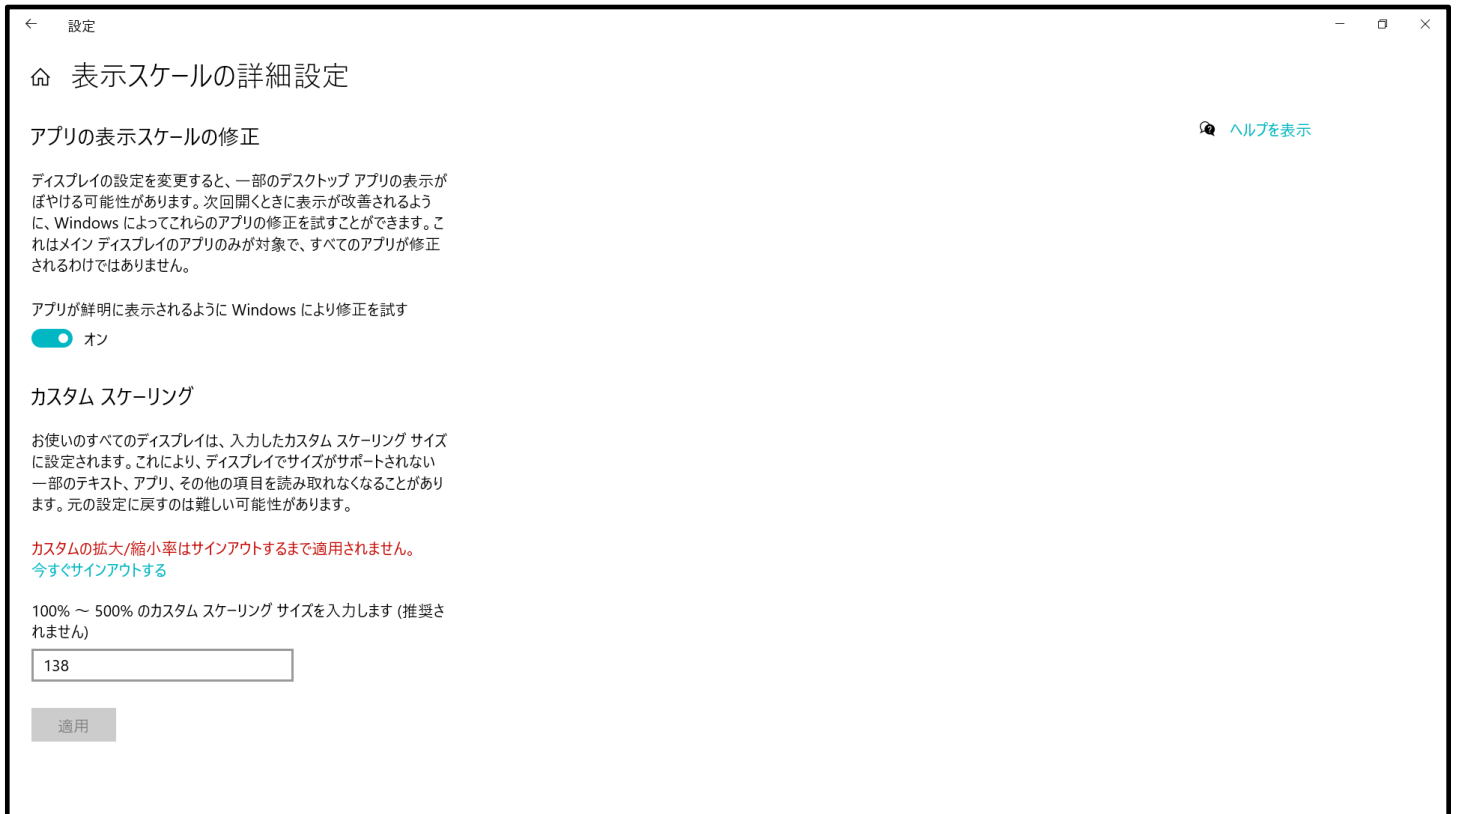 設定
表示スケールの詳細設定
アプリの表示スケールの修正
ヘルプを表示
ディスプレイの設定を変更すると、一部のデスクトップ アプリの表示が
ぼやける可能性があります。次回開くときに表示が改善されるよう
に、Windows によってこれらのアプリの修正を試すことができます。こ
れはメイン ディスプレイのアプリのみが対象で、すべてのアプリが修正
されるわけではありません。
アプリが鮮明に表示されるように Windows により修正を試す
オン
カスタム スケーリング
お使いのすべてのディスプレイは、入力したカスタム スケーリング サイズ
に設定されます。これにより、ディスプレイでサイズがサポートされない
一部のテキスト、アプリ、その他の項目を読み取れなくなることがあり
ます。元の設定に戻すのは難しい可能性があります。
カスタムの拡大/縮小率はサインアウトするまで適用されません。
今すぐサインアウトする
100% ～ 500% のカスタム スケーリング サイズを入力します (推奨さ
れません)
138
適用